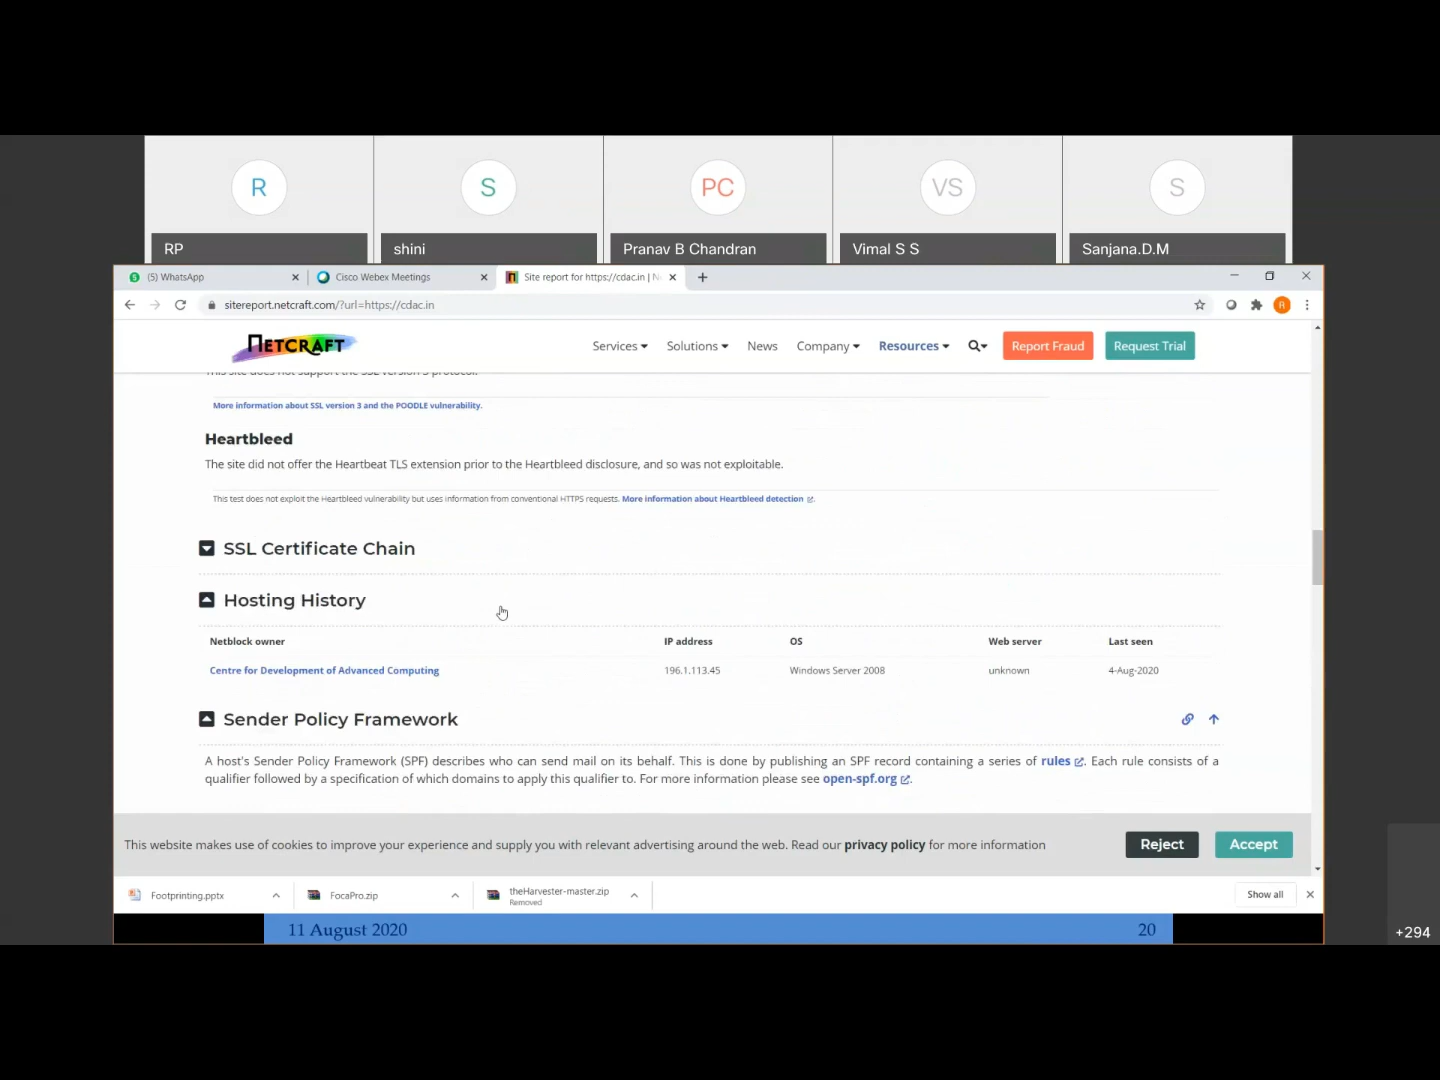 R
S
PC
VS
S
RP
shini
Pranav B Chandran
Vimal S S
Sanjana.D.M
(5) WhatsApp
Cisco Webex Meetings
Site report for https://cdac.in | N
sitereport.netcraft.com/?url=https://cdac.in
R
NETCRAFT
Services
Solutions
News
Company
Resources
Report Fraud
Request Trial
This site does not support the SSL version 3 protocol.
More information about SSL version 3 and the POODLE vulnerability.
Heartbleed
The site did not offer the Heartbeat TLS extension prior to the Heartbleed disclosure, and so was not exploitable.
This test does not exploit the Heartbleed vulnerability but uses information from conventional HTTPS requests. More information about Heartbleed detection.
SSL Certificate Chain
Hosting History
Netblock owner IP address OS Web server Last seen
Centre for Development of Advanced Computing 196.1.113.45 Windows Server 2008 unknown 4-Aug-2020
Sender Policy Framework
A host's Sender Policy Framework (SPF) describes who can send mail on its behalf. This is done by publishing an SPF record containing a series of rules. Each rule consists of a
qualifier followed by a specification of which domains to apply this qualifier to. For more information please see open-spf.org.
This website makes use of cookies to improve your experience and supply you with relevant advertising around the web. Read our privacy policy for more information
Reject
Accept
Footprinting.pptx
FocaPro.zip
theHarvester-master.zip
Removed
Show all
11 August 2020
20
+294